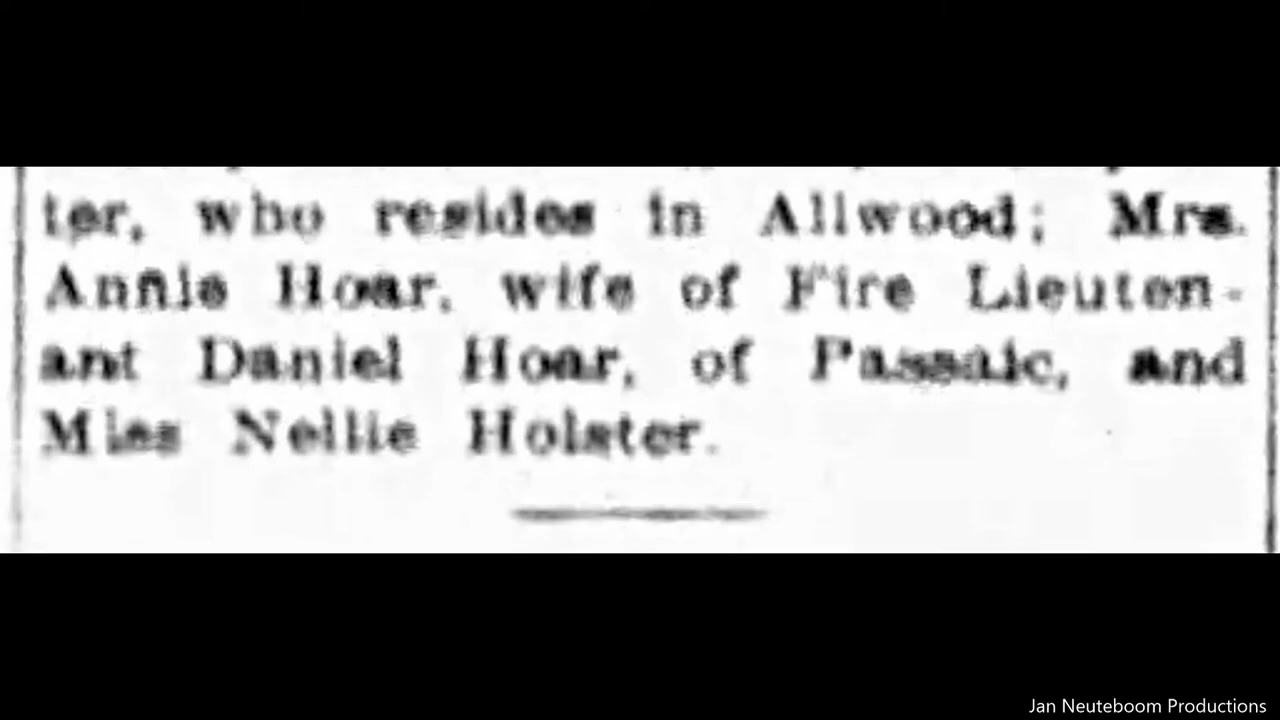 ter, who resides in Allwood; Mrs.
Annie Hoar, wife of Fire Lieuten-
ant Daniel Hoar, of Passaic, and
Miss Nellie Holster.
Jan Neuteboom Productions